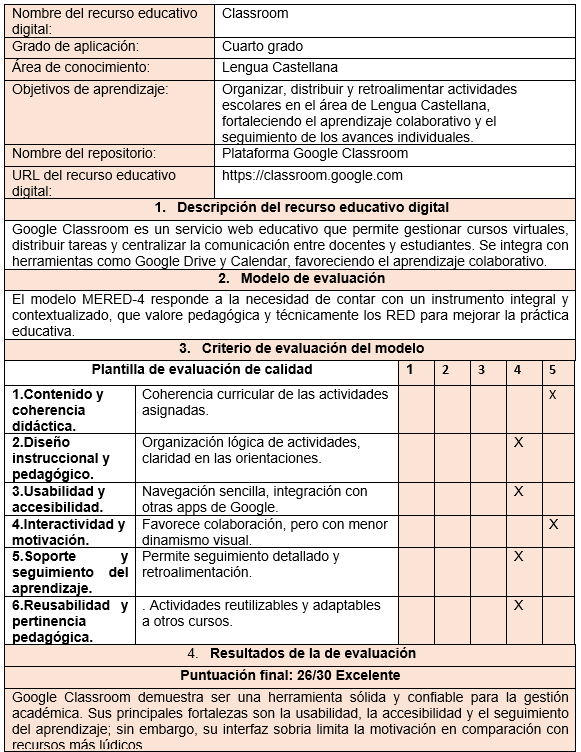 Nombre del recurso educativo digital:
Classroom
Grado de aplicación:
Cuarto grado
Área de conocimiento:
Lengua Castellana
Objetivos de aprendizaje:
Organizar, distribuir y retroalimentar actividades
escolares en el área de Lengua Castellana,
fortaleciendo el aprendizaje colaborativo y el
seguimiento de los avances individuales.
Nombre del repositorio:
Plataforma Google Classroom
URL del recurso educativo
digital:
https://classroom.google.com
1. Descripción del recurso educativo digital
Google Classroom es un servicio web educativo que permite gestionar cursos virtuales,
distribuir tareas y centralizar la comunicación entre docentes y estudiantes. Se integra con
herramientas como Google Drive y Calendar, favoreciendo el aprendizaje colaborativo.
2. Modelo de evaluación
El modelo MERED-4 responde a la necesidad de contar con un instrumento integral y
contextualizado, que valore pedagógica y técnicamente los RED para mejorar la práctica
educativa.
3. Criterio de evaluación del modelo
Plantilla de evaluación de calidad 1 2 3 4 5
1.Contenido y
coherencia
didáctica.
Coherencia curricular de las actividades
asignadas.
X
2.Diseño
instruccional y
pedagógico.
Organización lógica de actividades,
claridad en las orientaciones.
X
3.Usabilidad y
accesibilidad.
Navegación sencilla, integración con
otras apps de Google.
X
4.Interactividad y
motivación.
Favorece colaboración, pero con menor
dinamismo visual.
X
5.Soporte y
seguimiento del
aprendizaje.
Permite seguimiento detallado y
retroalimentación.
X
6.Reusabilidad y
pertinencia
pedagógica.
. Actividades reutilizables y adaptables
a otros cursos.
X
4. Resultados de la de evaluación
Puntuación final: 26/30 Excelente
Google Classroom demuestra ser una herramienta sólida y confiable para la gestión
académica. Sus principales fortalezas son la usabilidad, la accesibilidad y el seguimiento
del aprendizaje; sin embargo, su interfaz sobria limita la motivación en comparación con
recursos más lúdicos